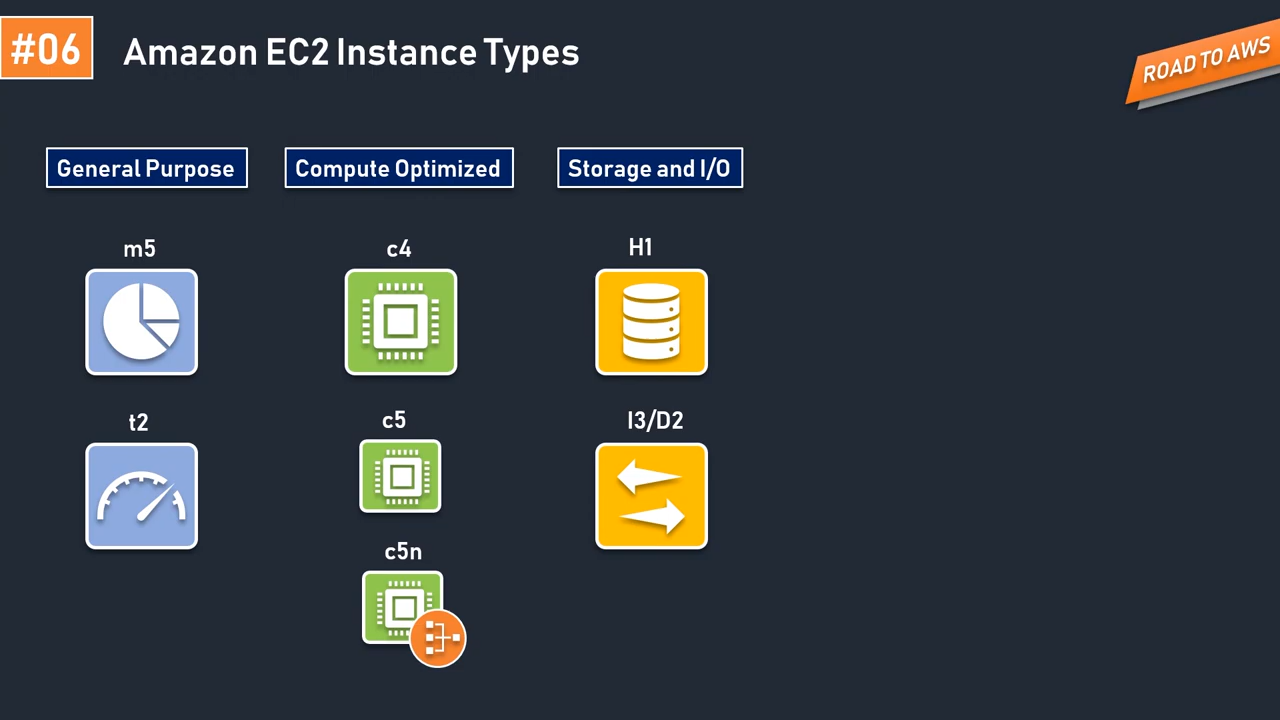 #06
Amazon EC2 Instance Types
ROAD TO AWS
General Purpose
Compute Optimized
Storage and I/O
m5
c4
H1
t2
c5
I3/D2
c5n